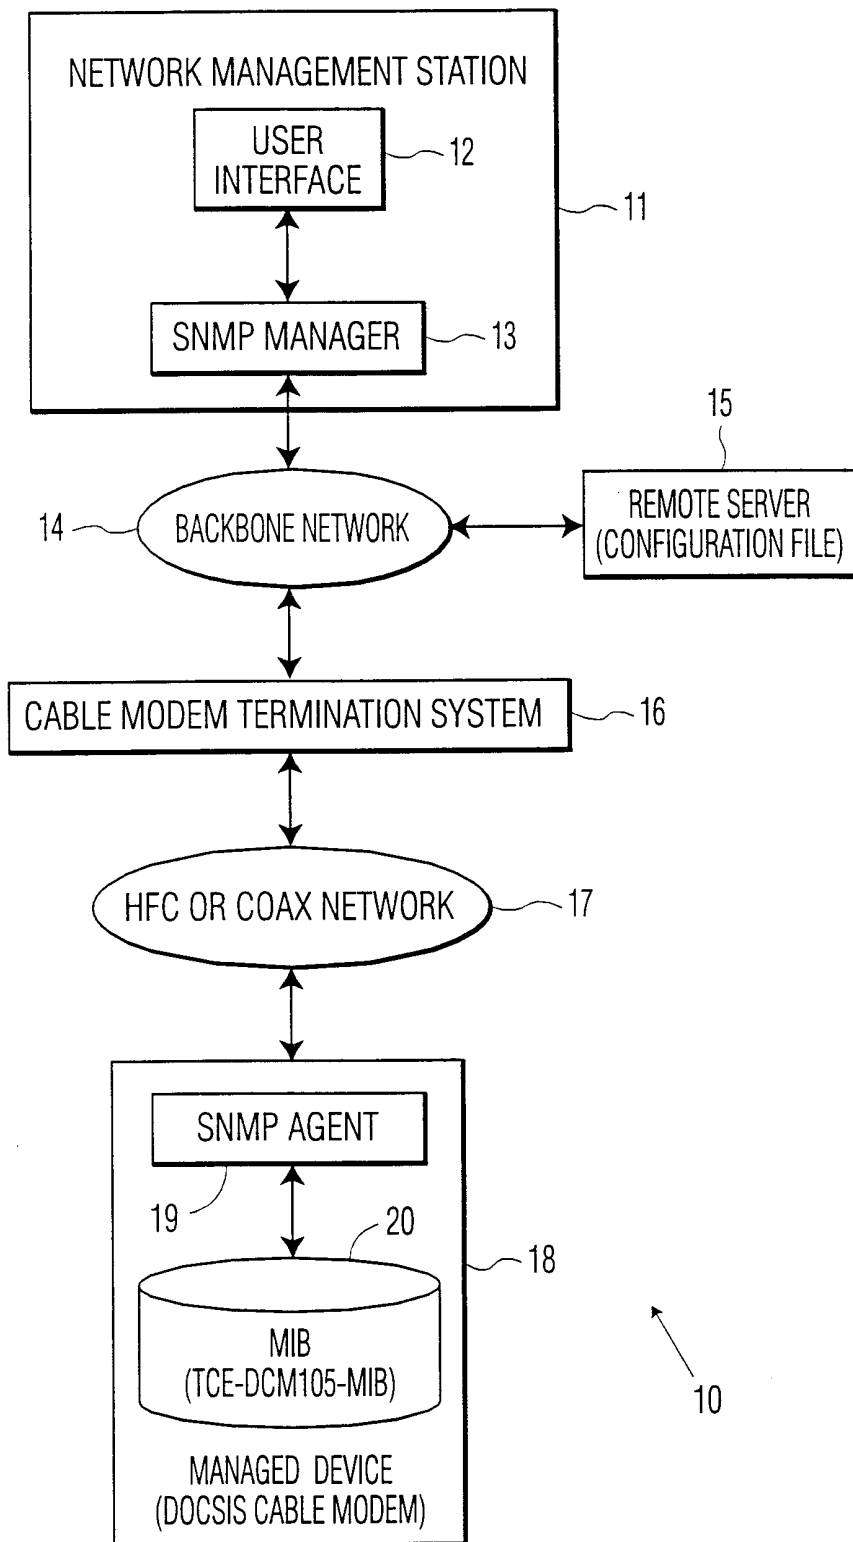 NETWORK MANAGEMENT STATION
USER
INTERFACE
12
11
SNMP MANAGER
13
15
14
BACKBONE NETWORK
REMOTE SERVER
(CONFIGURATION FILE)
CABLE MODEM TERMINATION SYSTEM
16
HFC OR COAX NETWORK
17
SNMP AGENT
19
20
18
MIB
(TCE-DCM105-MIB)
10
MANAGED DEVICE
(DOCSIS CABLE MODEM)